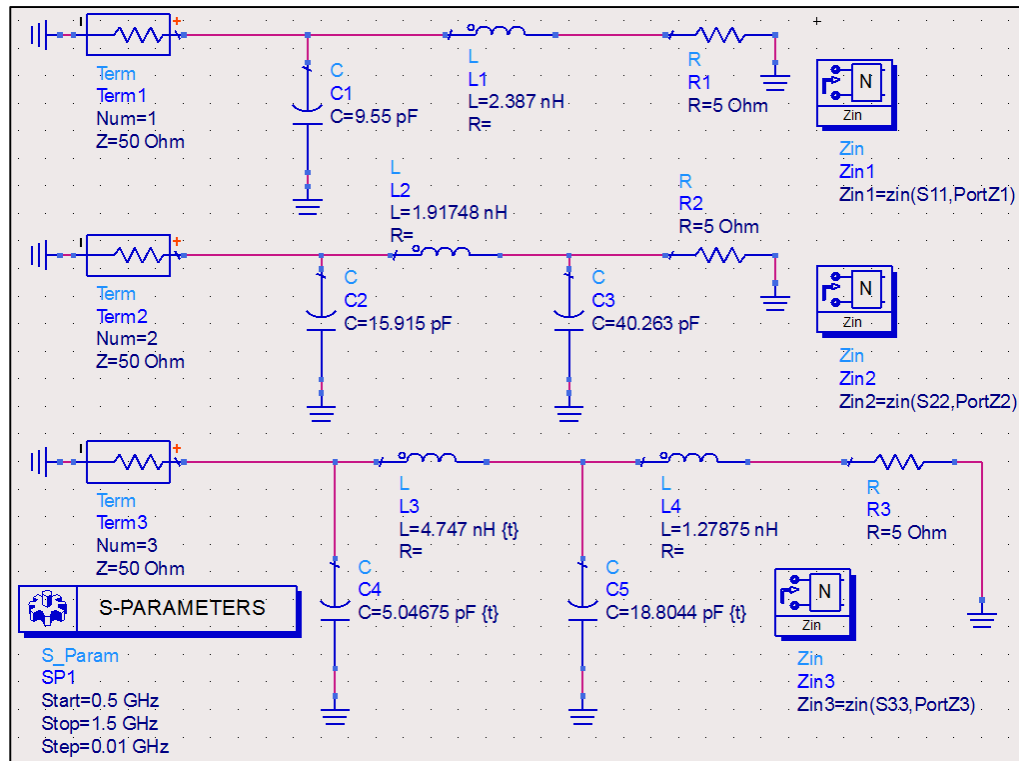 Term
Term1
Num=1
Z=50 Ohm
C
C1
C=9.55 pF
L
L1
L=2.387 nH
R=
R
R1
R=5 Ohm
N
Zin
Zin
Zin1
Zin1=zin(S11,PortZ1)
Term
Term2
Num=2
Z=50 Ohm
C
C2
C=15.915 pF
L
L2
L=1.91748 nH
R=
C
C3
C=40.263 pF
R
R2
R=5 Ohm
N
Zin
Zin
Zin2
Zin2=zin(S22,PortZ2)
Term
Term3
Num=3
Z=50 Ohm
C
C4
C=5.04675 pF {t}
L
L3
L=4.747 nH {t}
R=
C
C5
C=18.8044 pF {t}
L
L4
L=1.27875 nH
R=
R
R3
R=5 Ohm
N
Zin
Zin
Zin3
Zin3=zin(S33,PortZ3)
S-PARAMETERS
S_Param
SP1
Start=0.5 GHz
Stop=1.5 GHz
Step=0.01 GHz